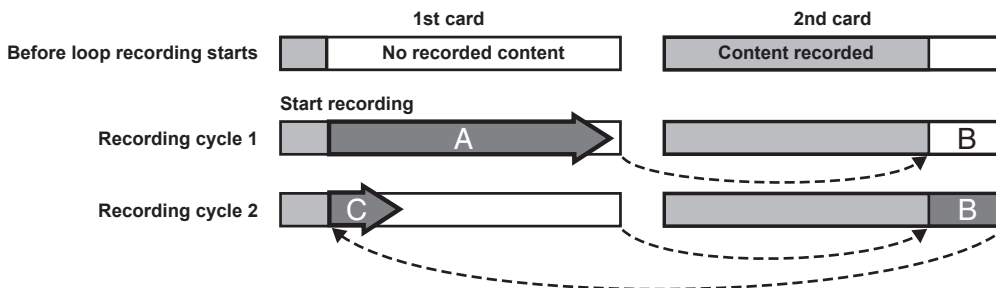 1st card 2nd card
Before loop recording starts No recorded content Content recorded
Start recording
Recording cycle 1 A B
Recording cycle 2 C B